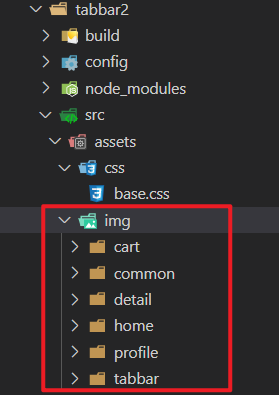 tabbar2
build
config
node_modules
src
assets
css
base.css
img
cart
common
detail
home
profile
tabbar